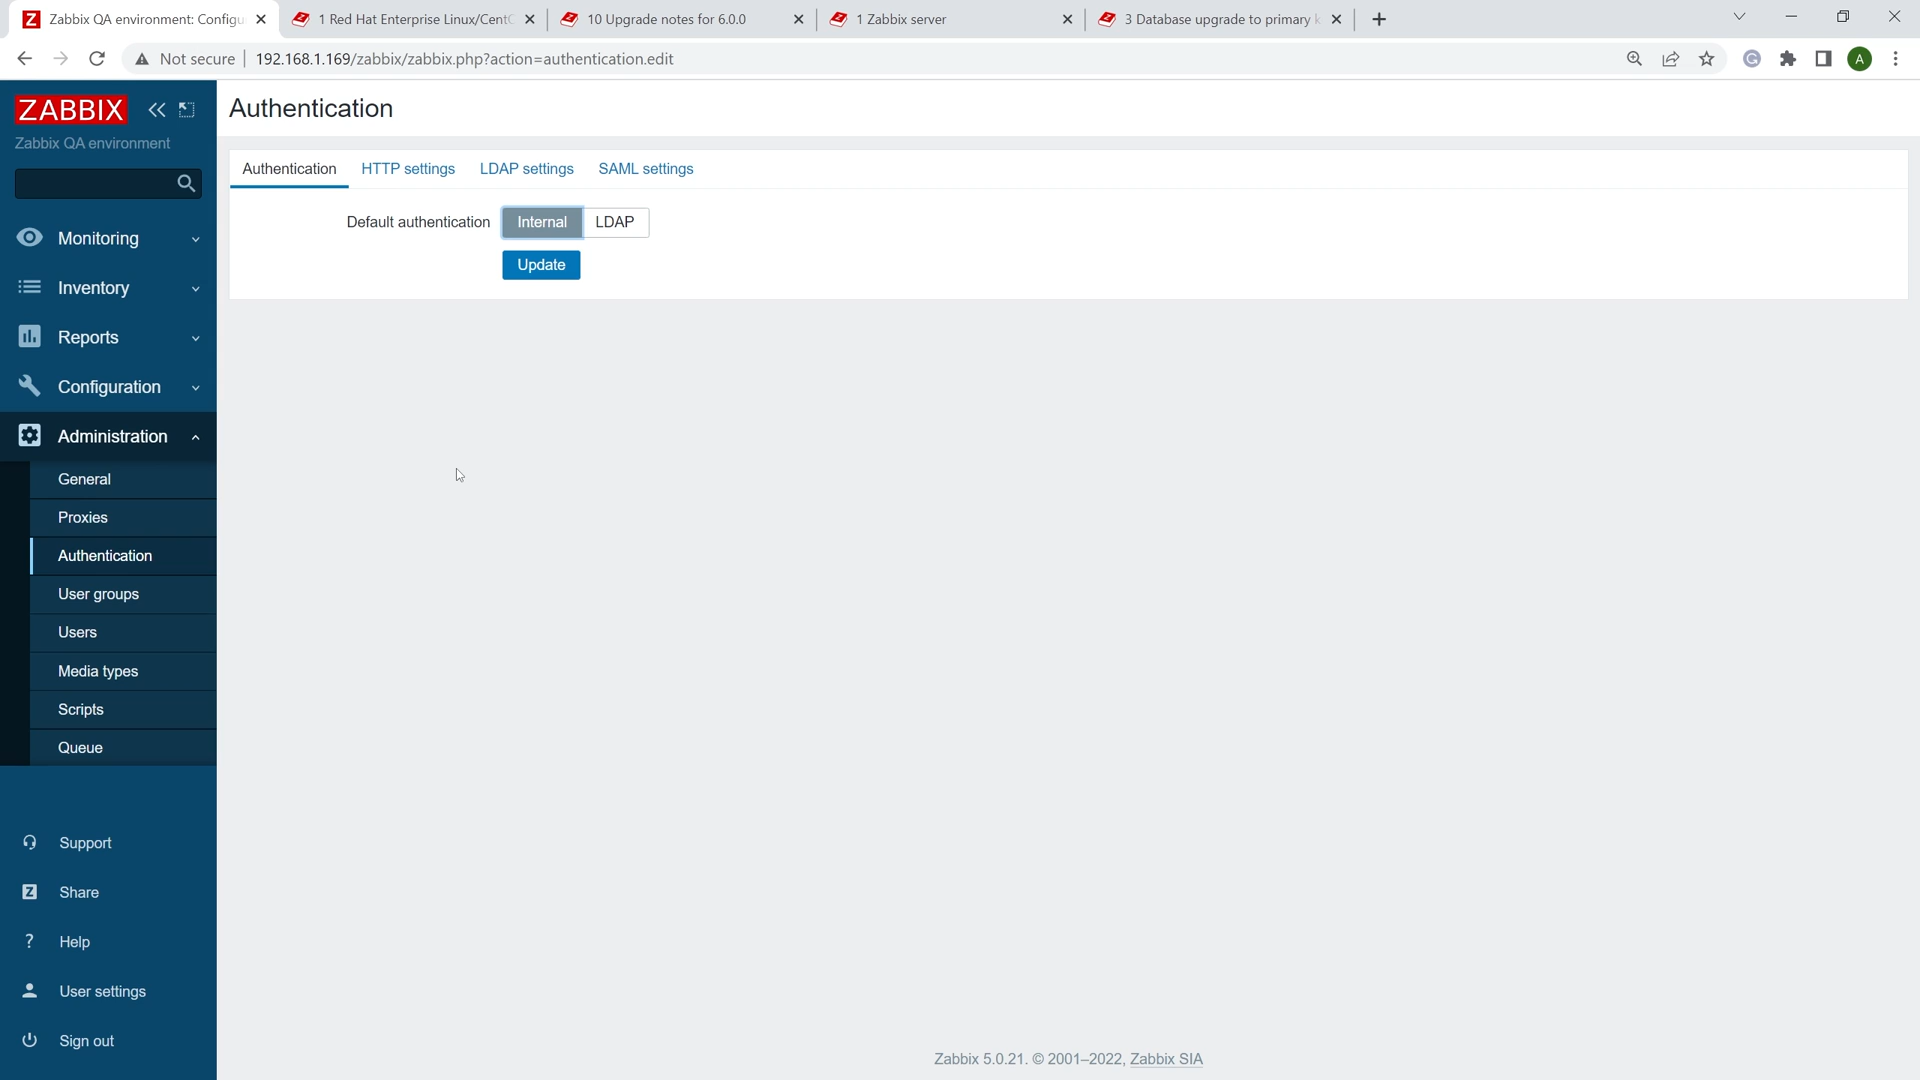 Zabbix QA environment: Configu
1 Red Hat Enterprise Linux/CentO
10 Upgrade notes for 6.0.0
1 Zabbix server
3 Database upgrade to primary k
Not secure
192.168.1.169/zabbix/zabbix.php?action=authentication.edit
A
ZABBIX
Zabbix QA environment
Monitoring
Inventory
Reports
Configuration
Administration
General
Proxies
Authentication
User groups
Users
Media types
Scripts
Queue
Support
Z Share
? Help
User settings
Sign out
Authentication
Authentication HTTP settings LDAP settings SAML settings
Default authentication Internal LDAP
Update
Zabbix 5.0.21. © 2001–2022, Zabbix SIA